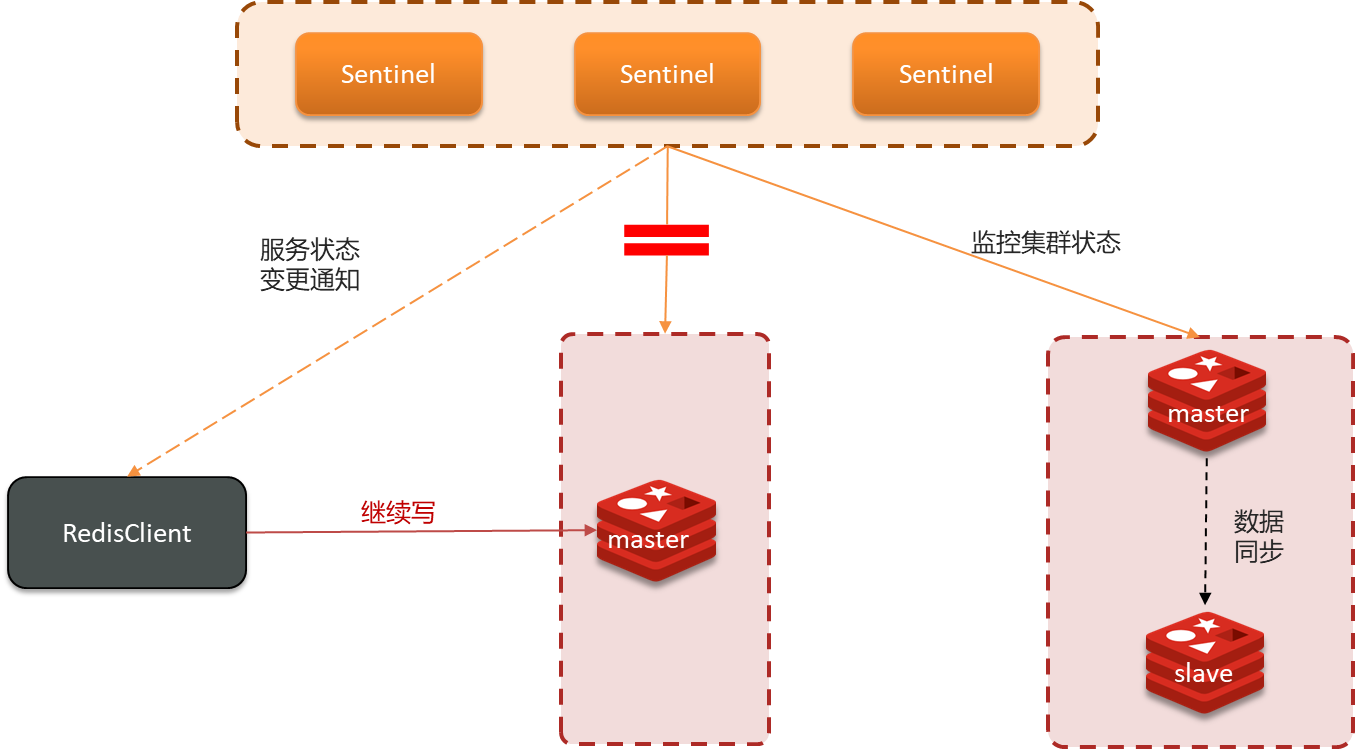 Sentinel
Sentinel
Sentinel
服务状态
变更通知
监控集群状态
master
RedisClient
继续写
master
数据
同步
slave